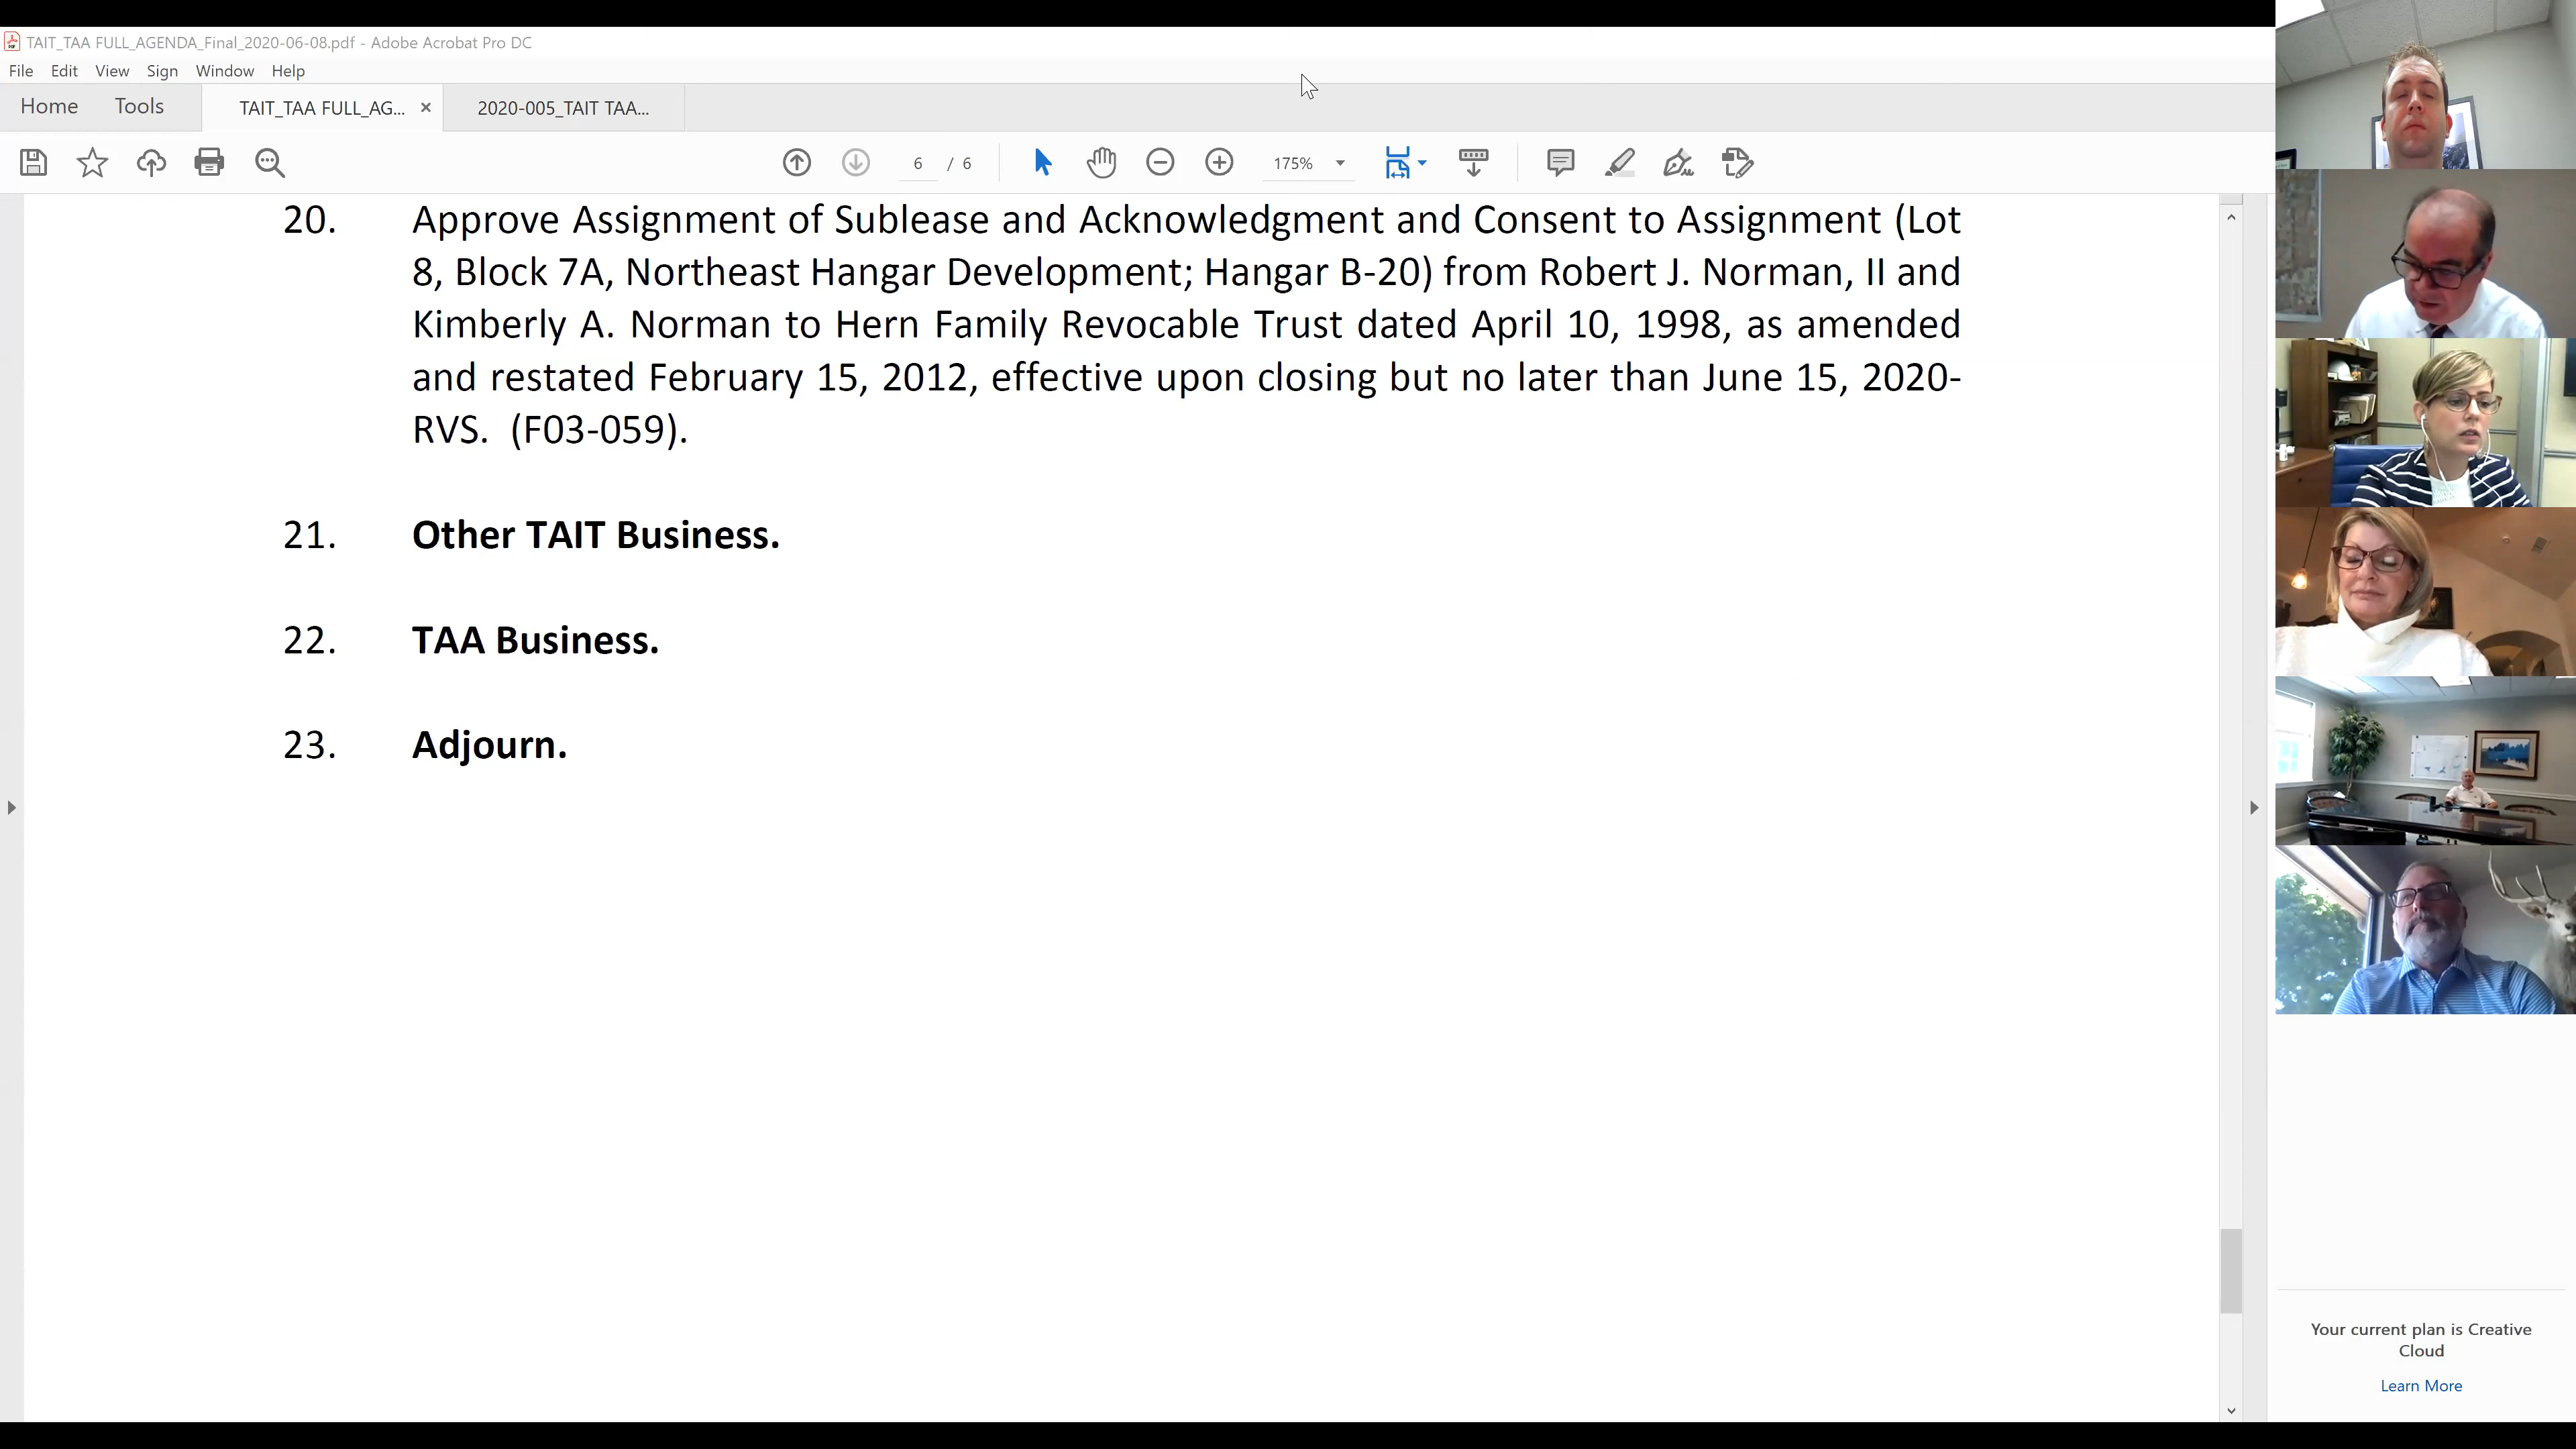 TAIT_TAA FULL_AGENDA_Final_2020-06-08.pdf - Adobe Acrobat Pro DC
File Edit View Sign Window Help
Home Tools TAIT_TAA FULL_AG... × 2020-005_TAIT TAA...
6 / 6 175%
20. Approve Assignment of Sublease and Acknowledgment and Consent to Assignment (Lot
8, Block 7A, Northeast Hangar Development; Hangar B-20) from Robert J. Norman, II and
Kimberly A. Norman to Hern Family Revocable Trust dated April 10, 1998, as amended
and restated February 15, 2012, effective upon closing but no later than June 15, 2020-
RVS. (F03-059).
21. Other TAIT Business.
22. TAA Business.
23. Adjourn.
Your current plan is Creative
Cloud
Learn More